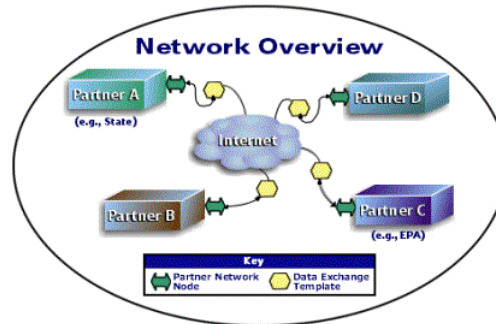 Network Overview
Partner A
(e.g., State)
Partner D
Internet
Partner B
Partner C
(e.g., EPA)
Key
Partner Network Node
Data Exchange Template